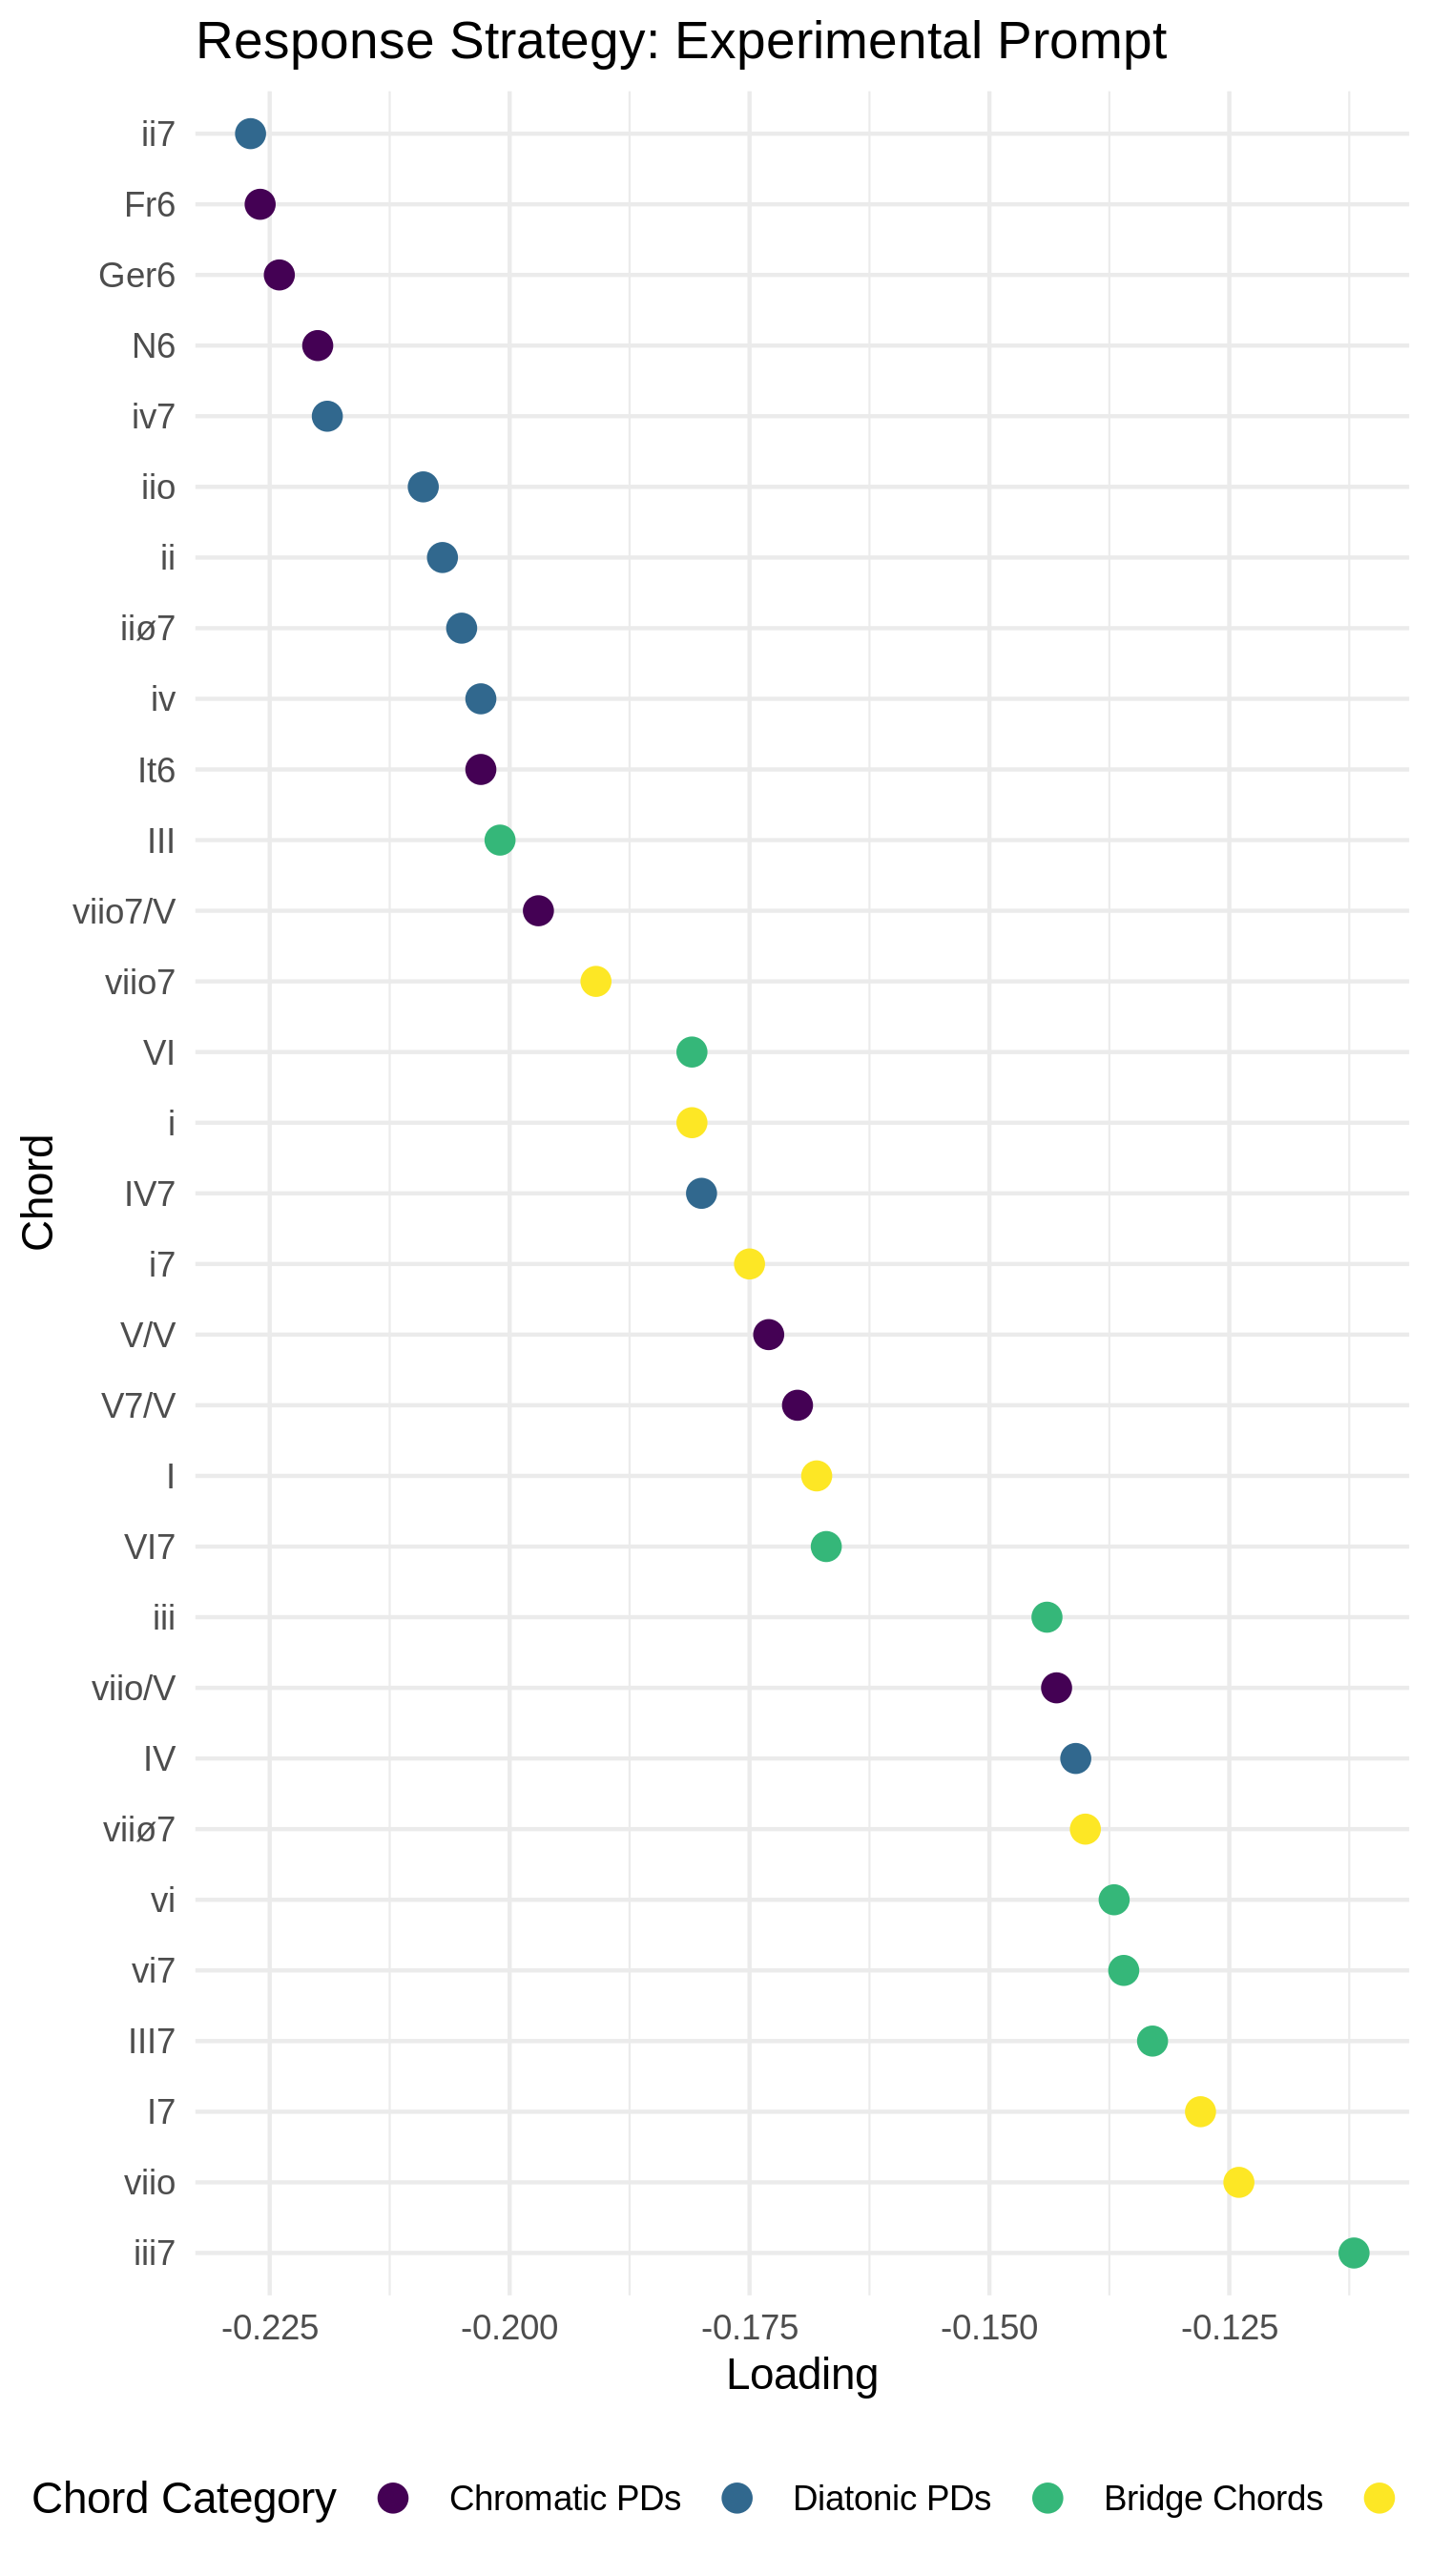 Response Strategy: Experimental Prompt
ii7
Fr6
Ger6
N6
iv7
iio
ii
iiø7
iv
It6
III
viio7/V
viio7
VI
i
IV7
i7
V/V
V7/V
I
VI7
iii
viio/V
IV
viiø7
vi
vi7
III7
I7
viio
iii7
Chord
-0.225 -0.200 -0.175 -0.150 -0.125
Loading
Chord Category Chromatic PDs Diatonic PDs Bridge Chords